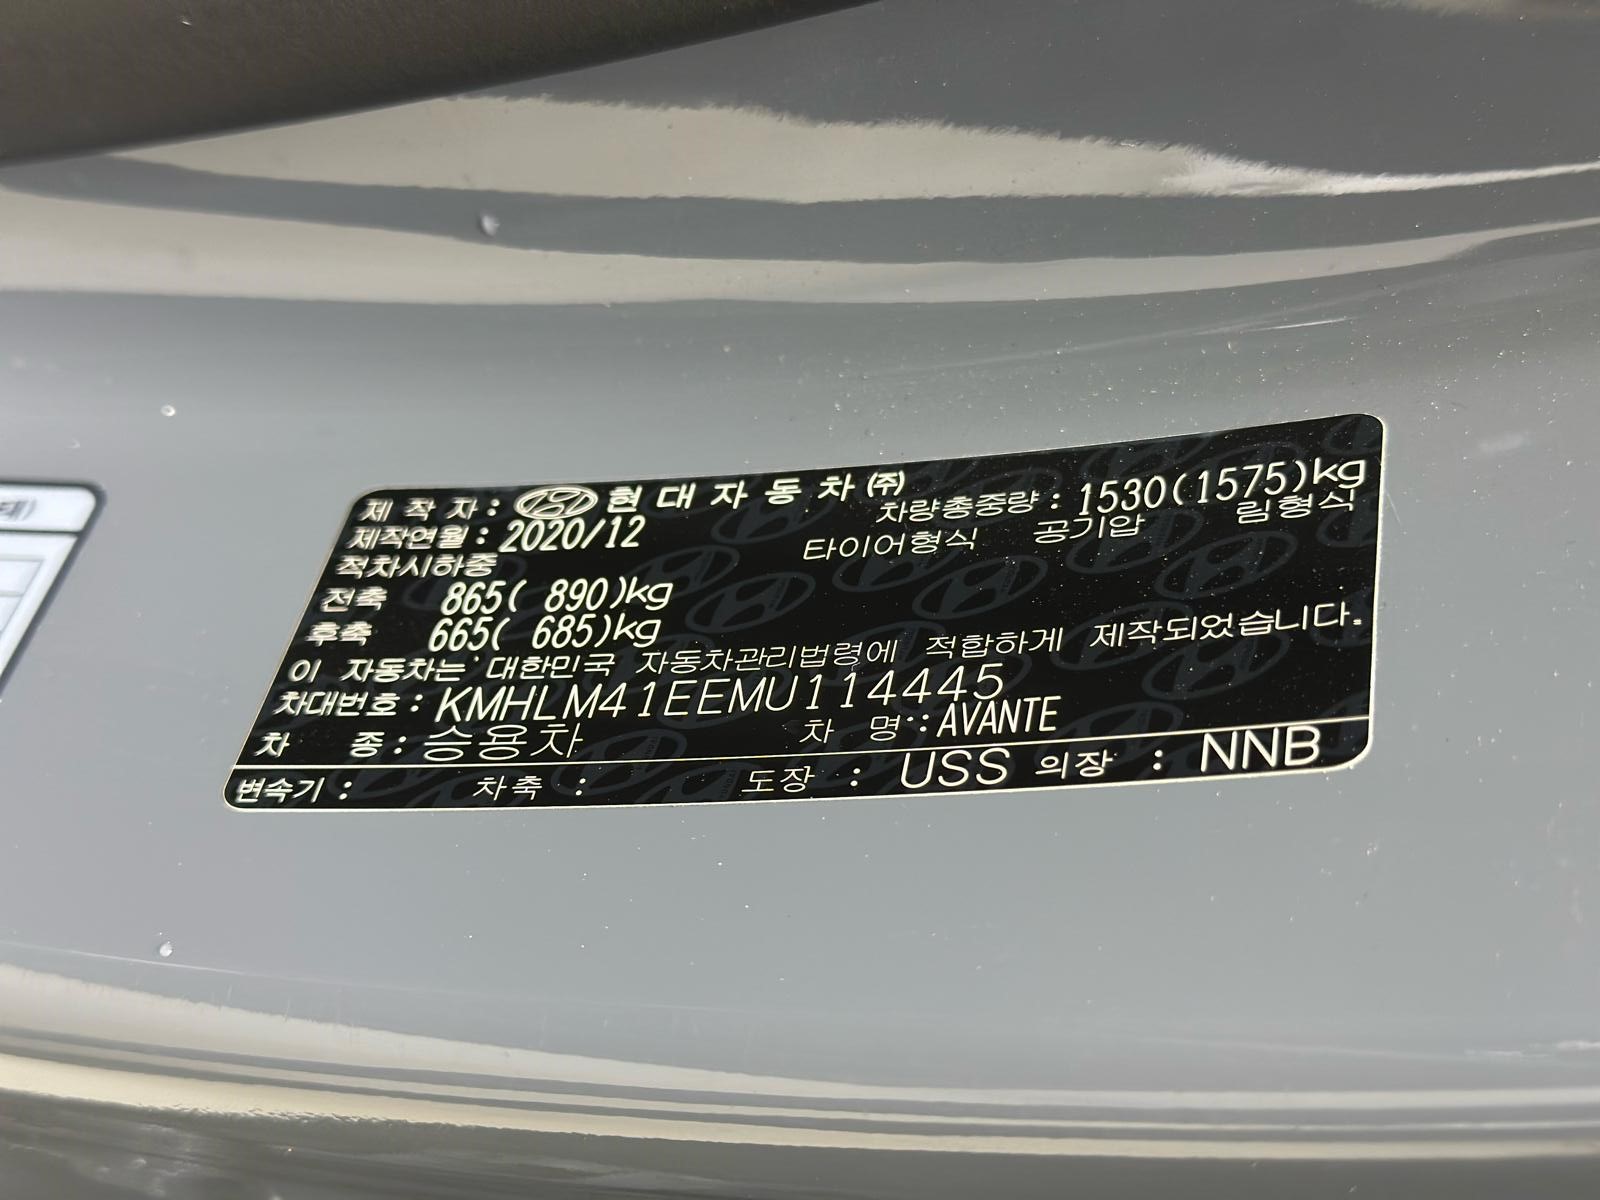 태)
제 작 자 : 현 대 자 동 차 ㈜ 차량총중량 : 1530(1575)kg
제작연월 : 2020/12 타이어형식 공기압 림형식
적차시하중
전축 865( 890)kg
후축 665( 685)kg
이 자동차는 대한민국 자동차관리법령에 적합하게 제작되었습니다.
차대번호 : KMHLM41EEMU114445
차 종 : 승용차 차 명 : AVANTE
변속기 : 차축 : 도장 : USS 의장 : NNB